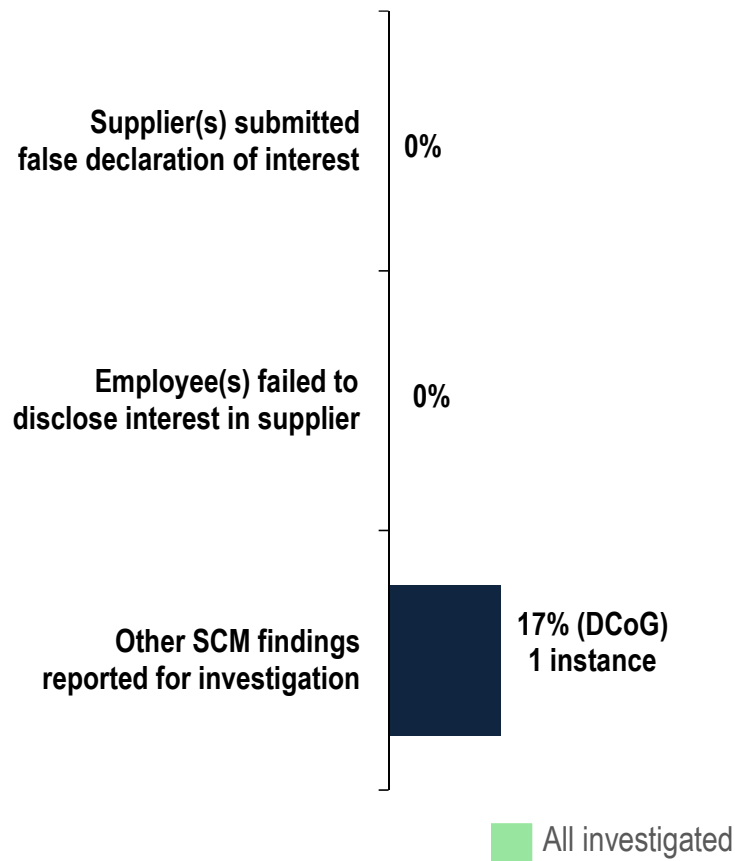 Supplier(s) submitted
false declaration of interest
0%
Employee(s) failed to
disclose interest in supplier
0%
Other SCM findings
reported for investigation
17% (DCoG)
1 instance
All investigated